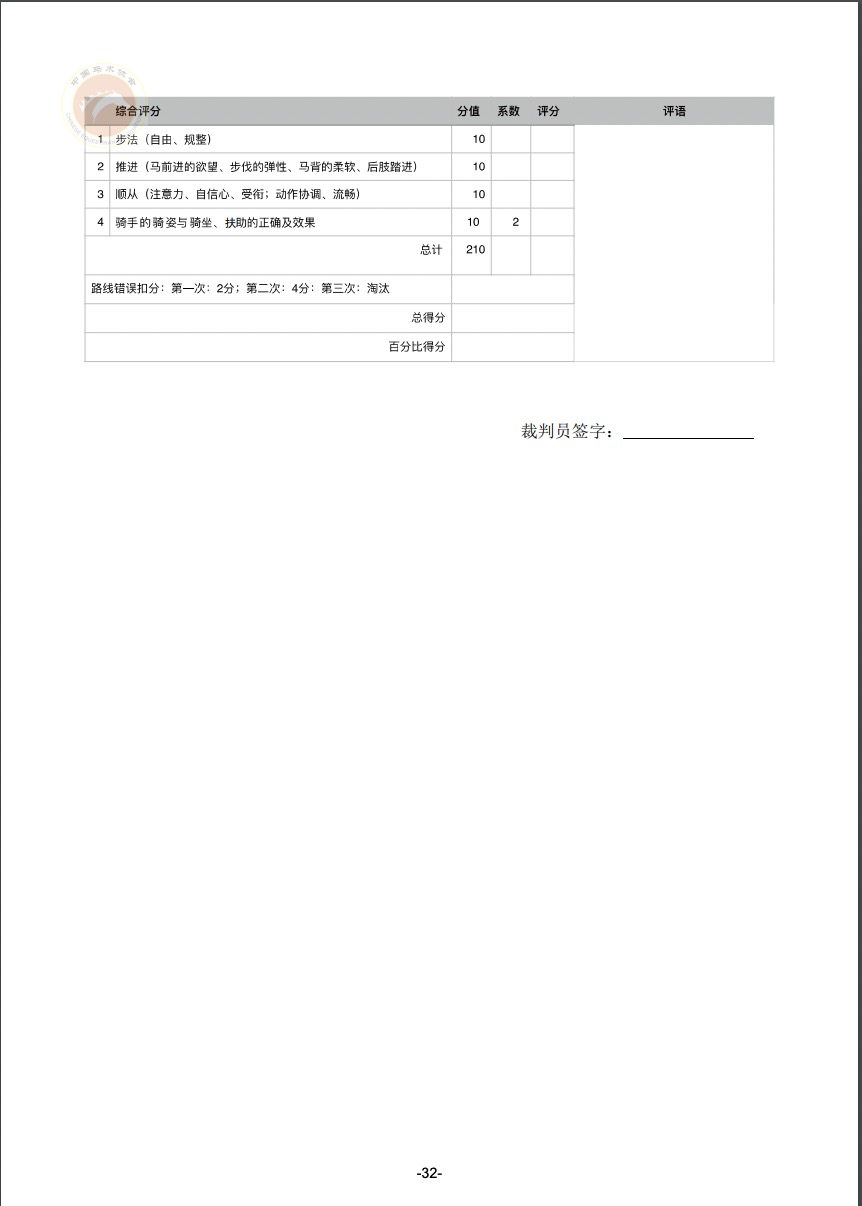 中国马术协会
综合评分 分值 系数 评分 评语
1 步法（自由、规整） 10
2 推进（马前进的欲望、步伐的弹性、马背的柔软、后肢踏进） 10
3 顺从（注意力、自信心、受衔；动作协调、流畅） 10
4 骑手的骑姿与骑坐、扶助的正确及效果 10 2
总计 210
路线错误扣分：第一次：2分；第二次：4分：第三次：淘汰
总得分
百分比得分
裁判员签字：
-32-